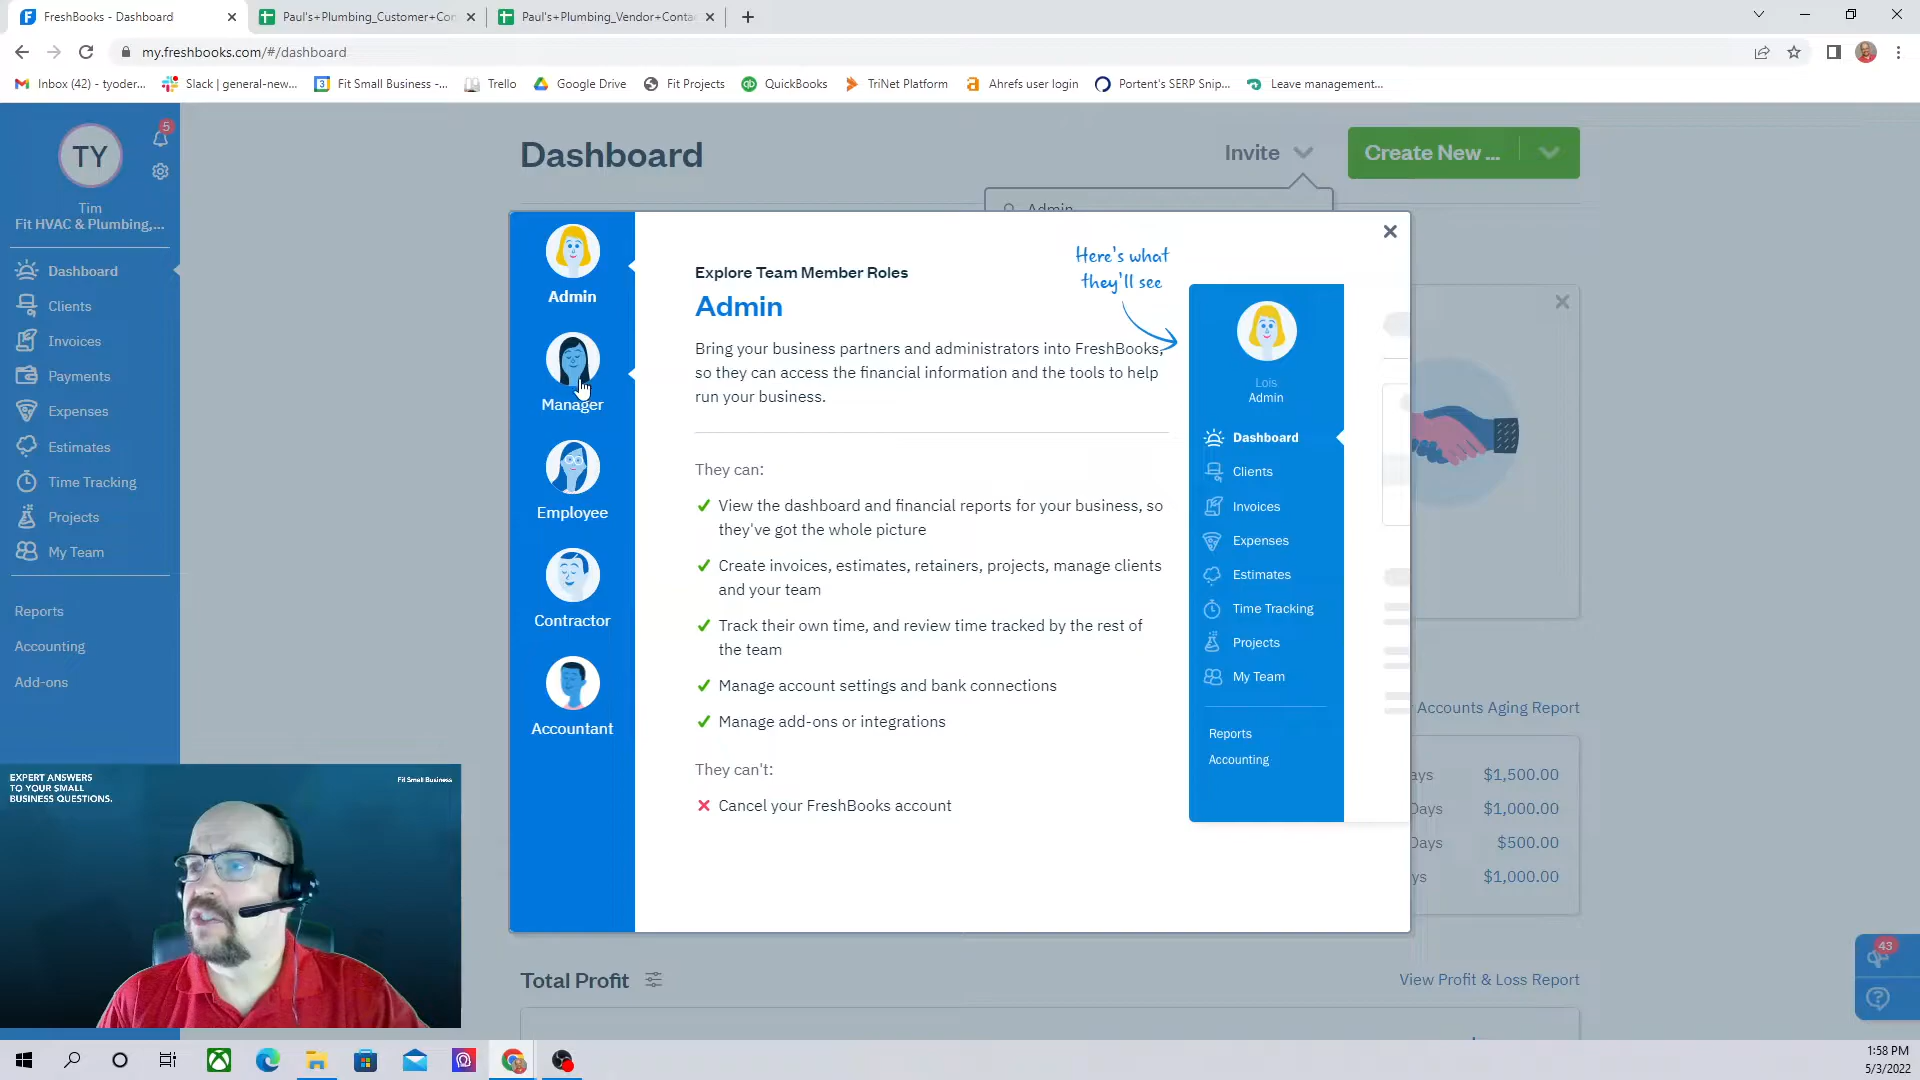 FreshBooks - Dashboard
Paul's+Plumbing_Customer+Cor
Paul's+Plumbing_Vendor+Conta
my.freshbooks.com/#/dashboard
Inbox (42) - tyoder...
Slack | general-new...
Fit Small Business -...
Trello
Google Drive
Fit Projects
QuickBooks
TriNet Platform
Ahrefs user login
Portent's SERP Snip...
Leave management...
TY
5
Tim
Fit HVAC & Plumbing,...
Dashboard
Clients
Invoices
Payments
Expenses
Estimates
Time Tracking
Projects
My Team
Reports
Accounting
Add-ons
Dashboard
Invite
Create New ...
Admin
Admin
Manager
Employee
Contractor
Accountant
Explore Team Member Roles
Admin
Bring your business partners and administrators into FreshBooks,
so they can access the financial information and the tools to help
run your business.
They can:
View the dashboard and financial reports for your business, so
they've got the whole picture
Create invoices, estimates, retainers, projects, manage clients
and your team
Track their own time, and review time tracked by the rest of
the team
Manage account settings and bank connections
Manage add-ons or integrations
They can't:
Cancel your FreshBooks account
Here's what
they'll see
Lois
Admin
Dashboard
Clients
Invoices
Expenses
Estimates
Time Tracking
Projects
My Team
Reports
Accounting
Accounts Aging Report
ays $1,500.00
Days $1,000.00
Days $500.00
ys $1,000.00
Total Profit
View Profit & Loss Report
43
EXPERT ANSWERS
TO YOUR SMALL
BUSINESS QUESTIONS.
Fit Small Business
1:58 PM
5/3/2022